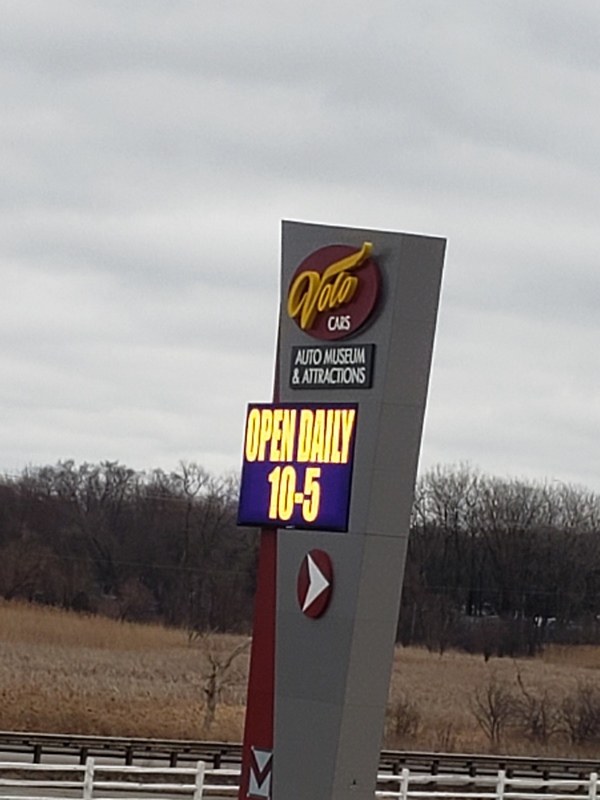 Volo
CARS
AUTO MUSEUM
& ATTRACTIONS
OPEN DAILY
10-5